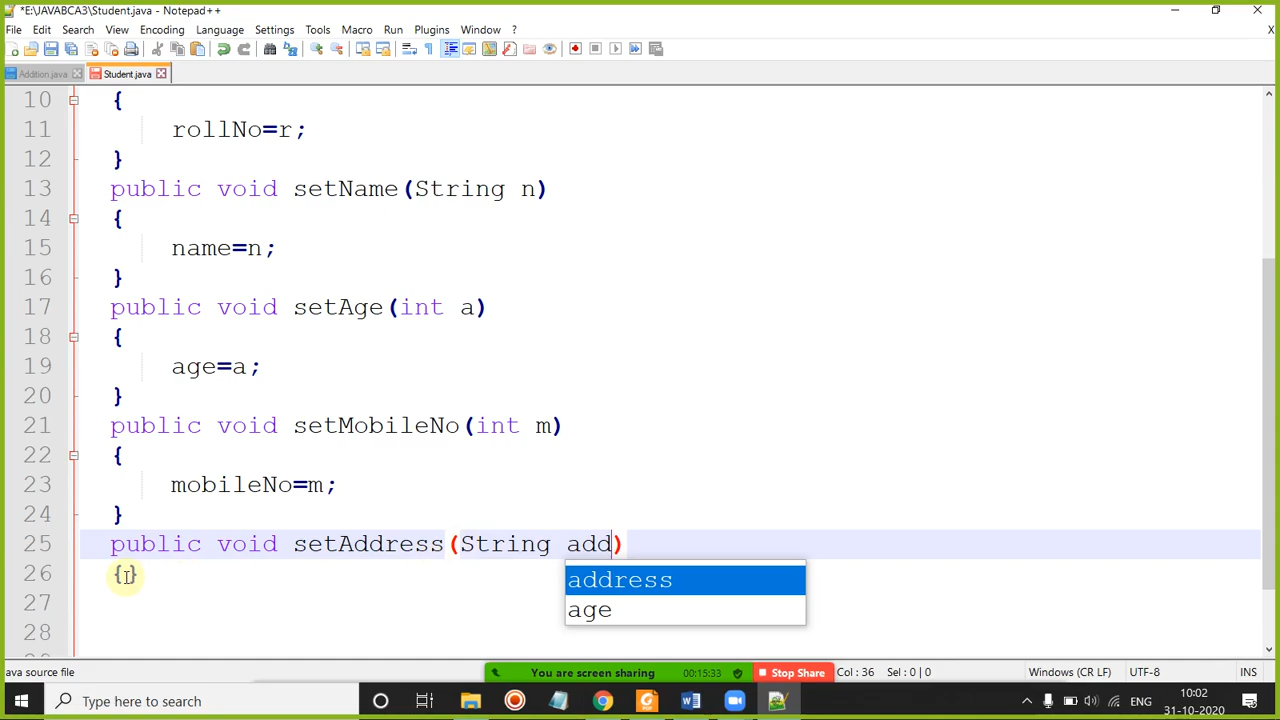 *E:\JAVABCA3\Student.java - Notepad++
File Edit Search View Encoding Language Settings Tools Macro Run Plugins Window ? X
Addition.java Student.java
10 {
11 rollNo=r;
12 }
13 public void setName(String n)
14 {
15 name=n;
16 }
17 public void setAge(int a)
18 {
19 age=a;
20 }
21 public void setMobileNo(int m)
22 {
23 mobileNo=m;
24 }
25 public void setAddress(String add)
26 {}
address
27
age
28
ava source file You are screen sharing 00:15:33 Stop Share Col : 36 Sel : 0 | 0 Windows (CR LF) UTF-8 INS
Type here to search ENG 10:02
31-10-2020